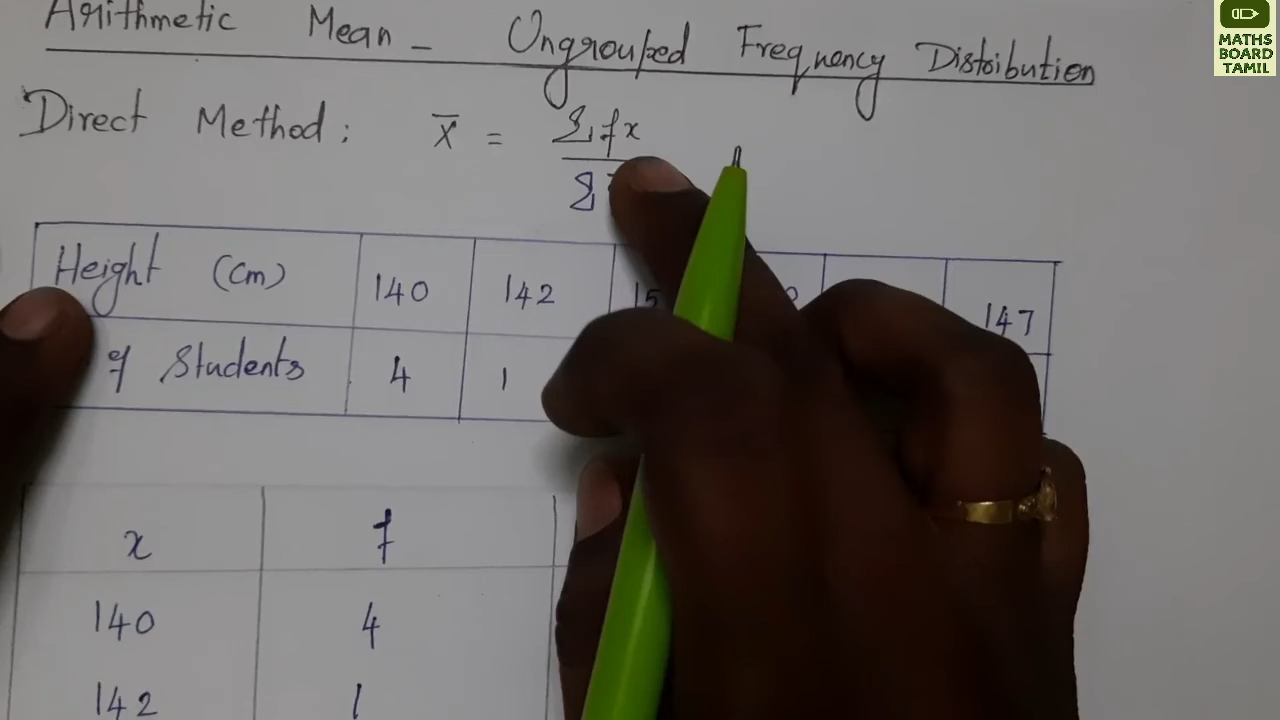 Arithmetic Mean - Ungrouped Frequency Distribution
Direct Method: X̄ = Σfx
Σ
Height (Cm) 140 142 147
of Students 4 1
x f
140 4
142 1
MATHS
BOARD
TAMIL